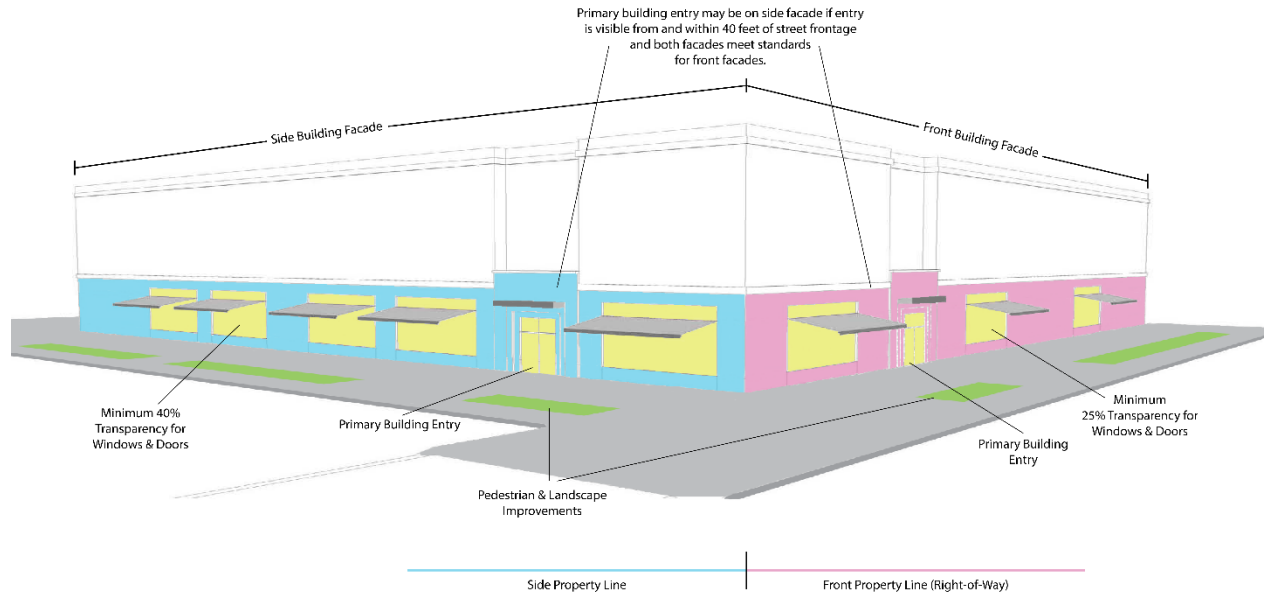 Primary building entry may be on side facade if entry
is visible from and within 40 feet of street frontage
and both facades meet standards
for front facades.
Side Building Facade
Front Building Facade
Minimum 40%
Transparency for
Windows & Doors
Primary Building Entry
Pedestrian & Landscape
Improvements
Primary Building
Entry
Minimum
25% Transparency for
Windows & Doors
Side Property Line
Front Property Line (Right-of-Way)